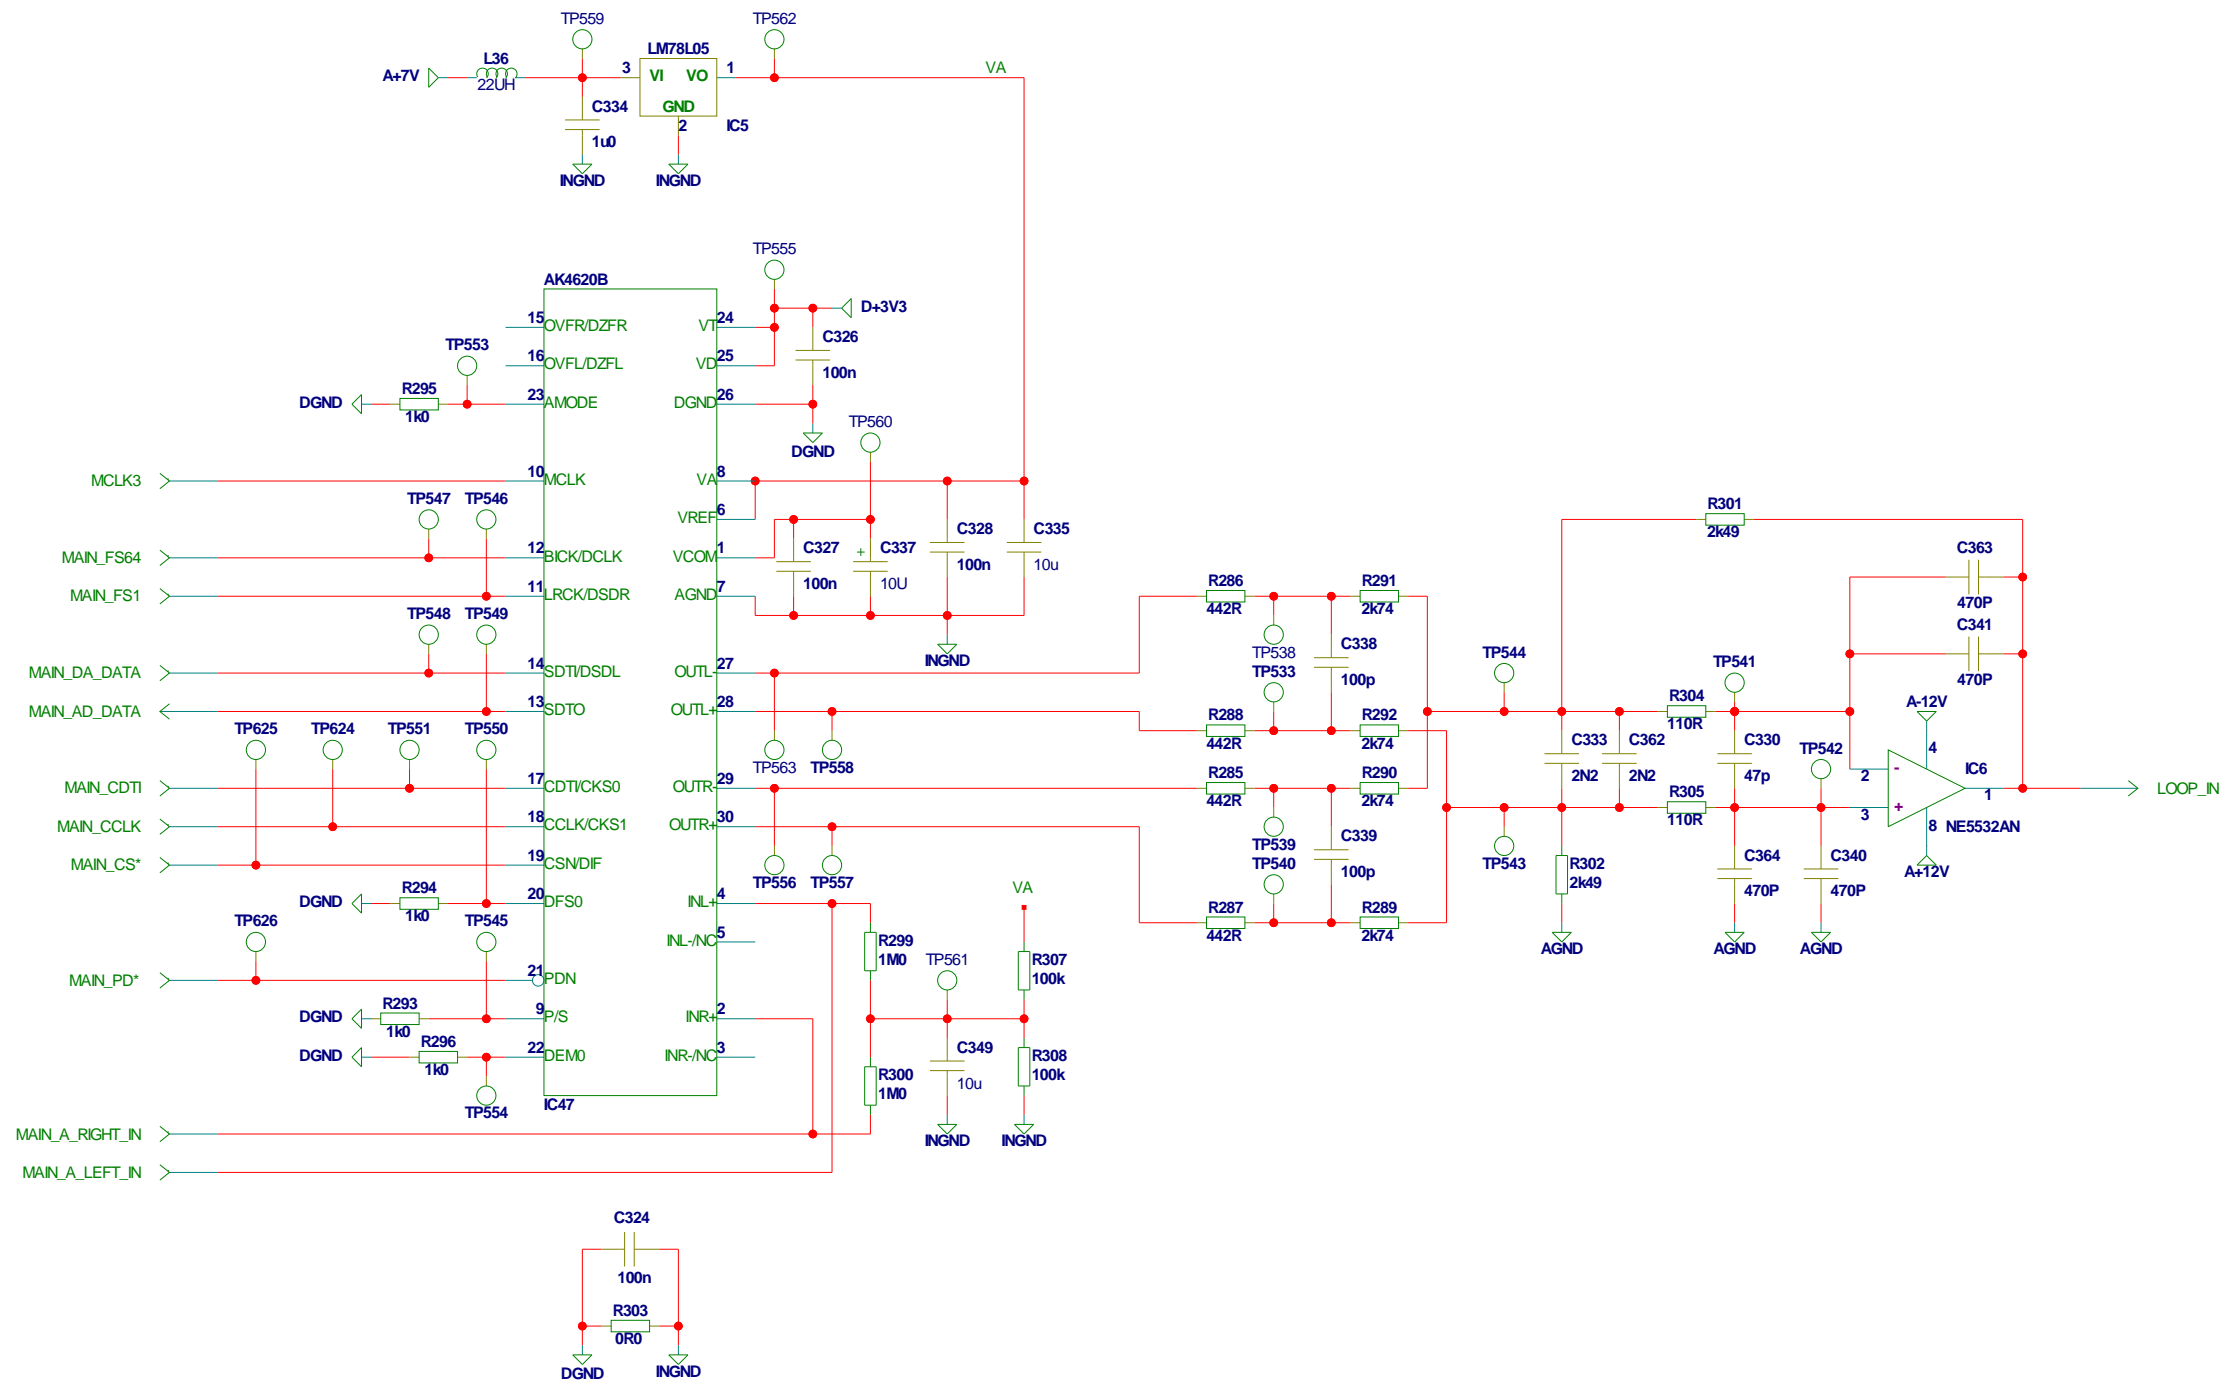 TP559
TP562
LM78L05
L36
A+7V
3
VI
VO
1
VA
22UH
C334
GND
1u0
2
IC5
INGND
INGND
TP555
AK4620B
D+3V3
15
OVFR/DZFR
VT
24
C326
TP553
16
OVFL/DZFL
VD
25
100n
R295
DGND
23
AMODE
DGND
26
1k0
TP560
DGND
MCLK3
10
MCLK
VA
8
TP547
TP546
R301
VREF
6
C328
C335
2k49
MAIN_FS64
12
BICK/DCLK
VCOM
1
C327
+
C337
C363
100n
10u
100n
10U
R286
R291
MAIN_FS1
11
LRCK/DSDR
AGND
7
442R
2k74
470P
TP548
TP549
C341
C338
TP538
TP544
INGND
TP541
MAIN_DA_DATA
14
SDTI/DSDL
OUTL-
27
TP533
100p
470P
R304
MAIN_AD_DATA
13
SDTO
OUTL+
28
R288
R292
A-12V
110R
TP625
TP624
TP551
TP550
442R
2k74
C333
C362
C330
4
TP542
TP563
TP558
2N2
2N2
47p
2
-
IC6
MAIN_CDTI
17
CDTI/CKS0
OUTR-
29
R285
R290
R305
1
LOOP_IN
442R
2k74
+
3
110R
8
NE5532AN
MAIN_CCLK
18
CCLK/CKS1
OUTR+
30
C339
TP539
TP543
C364
C340
MAIN_CS*
19
CSN/DIF
TP540
100p
R302
A+12V
TP556
TP557
2k49
470P
470P
VA
R294
DGND
20
DFS0
INL+
4
R287
R289
1k0
TP626
TP545
442R
2k74
INL-/NC
5
R299
AGND
AGND
AGND
1M0
TP561
R307
MAIN_PD*
21
PDN
100k
R293
DGND
9
P/S
INR+
2
1k0
R296
C349
DGND
22
DEM0
INR-/NC
3
R308
1k0
R300
10u
100k
1M0
TP554
IC47
MAIN_A_RIGHT_IN
INGND
INGND
MAIN_A_LEFT_IN
C324
100n
R303
0R0
DGND
INGND